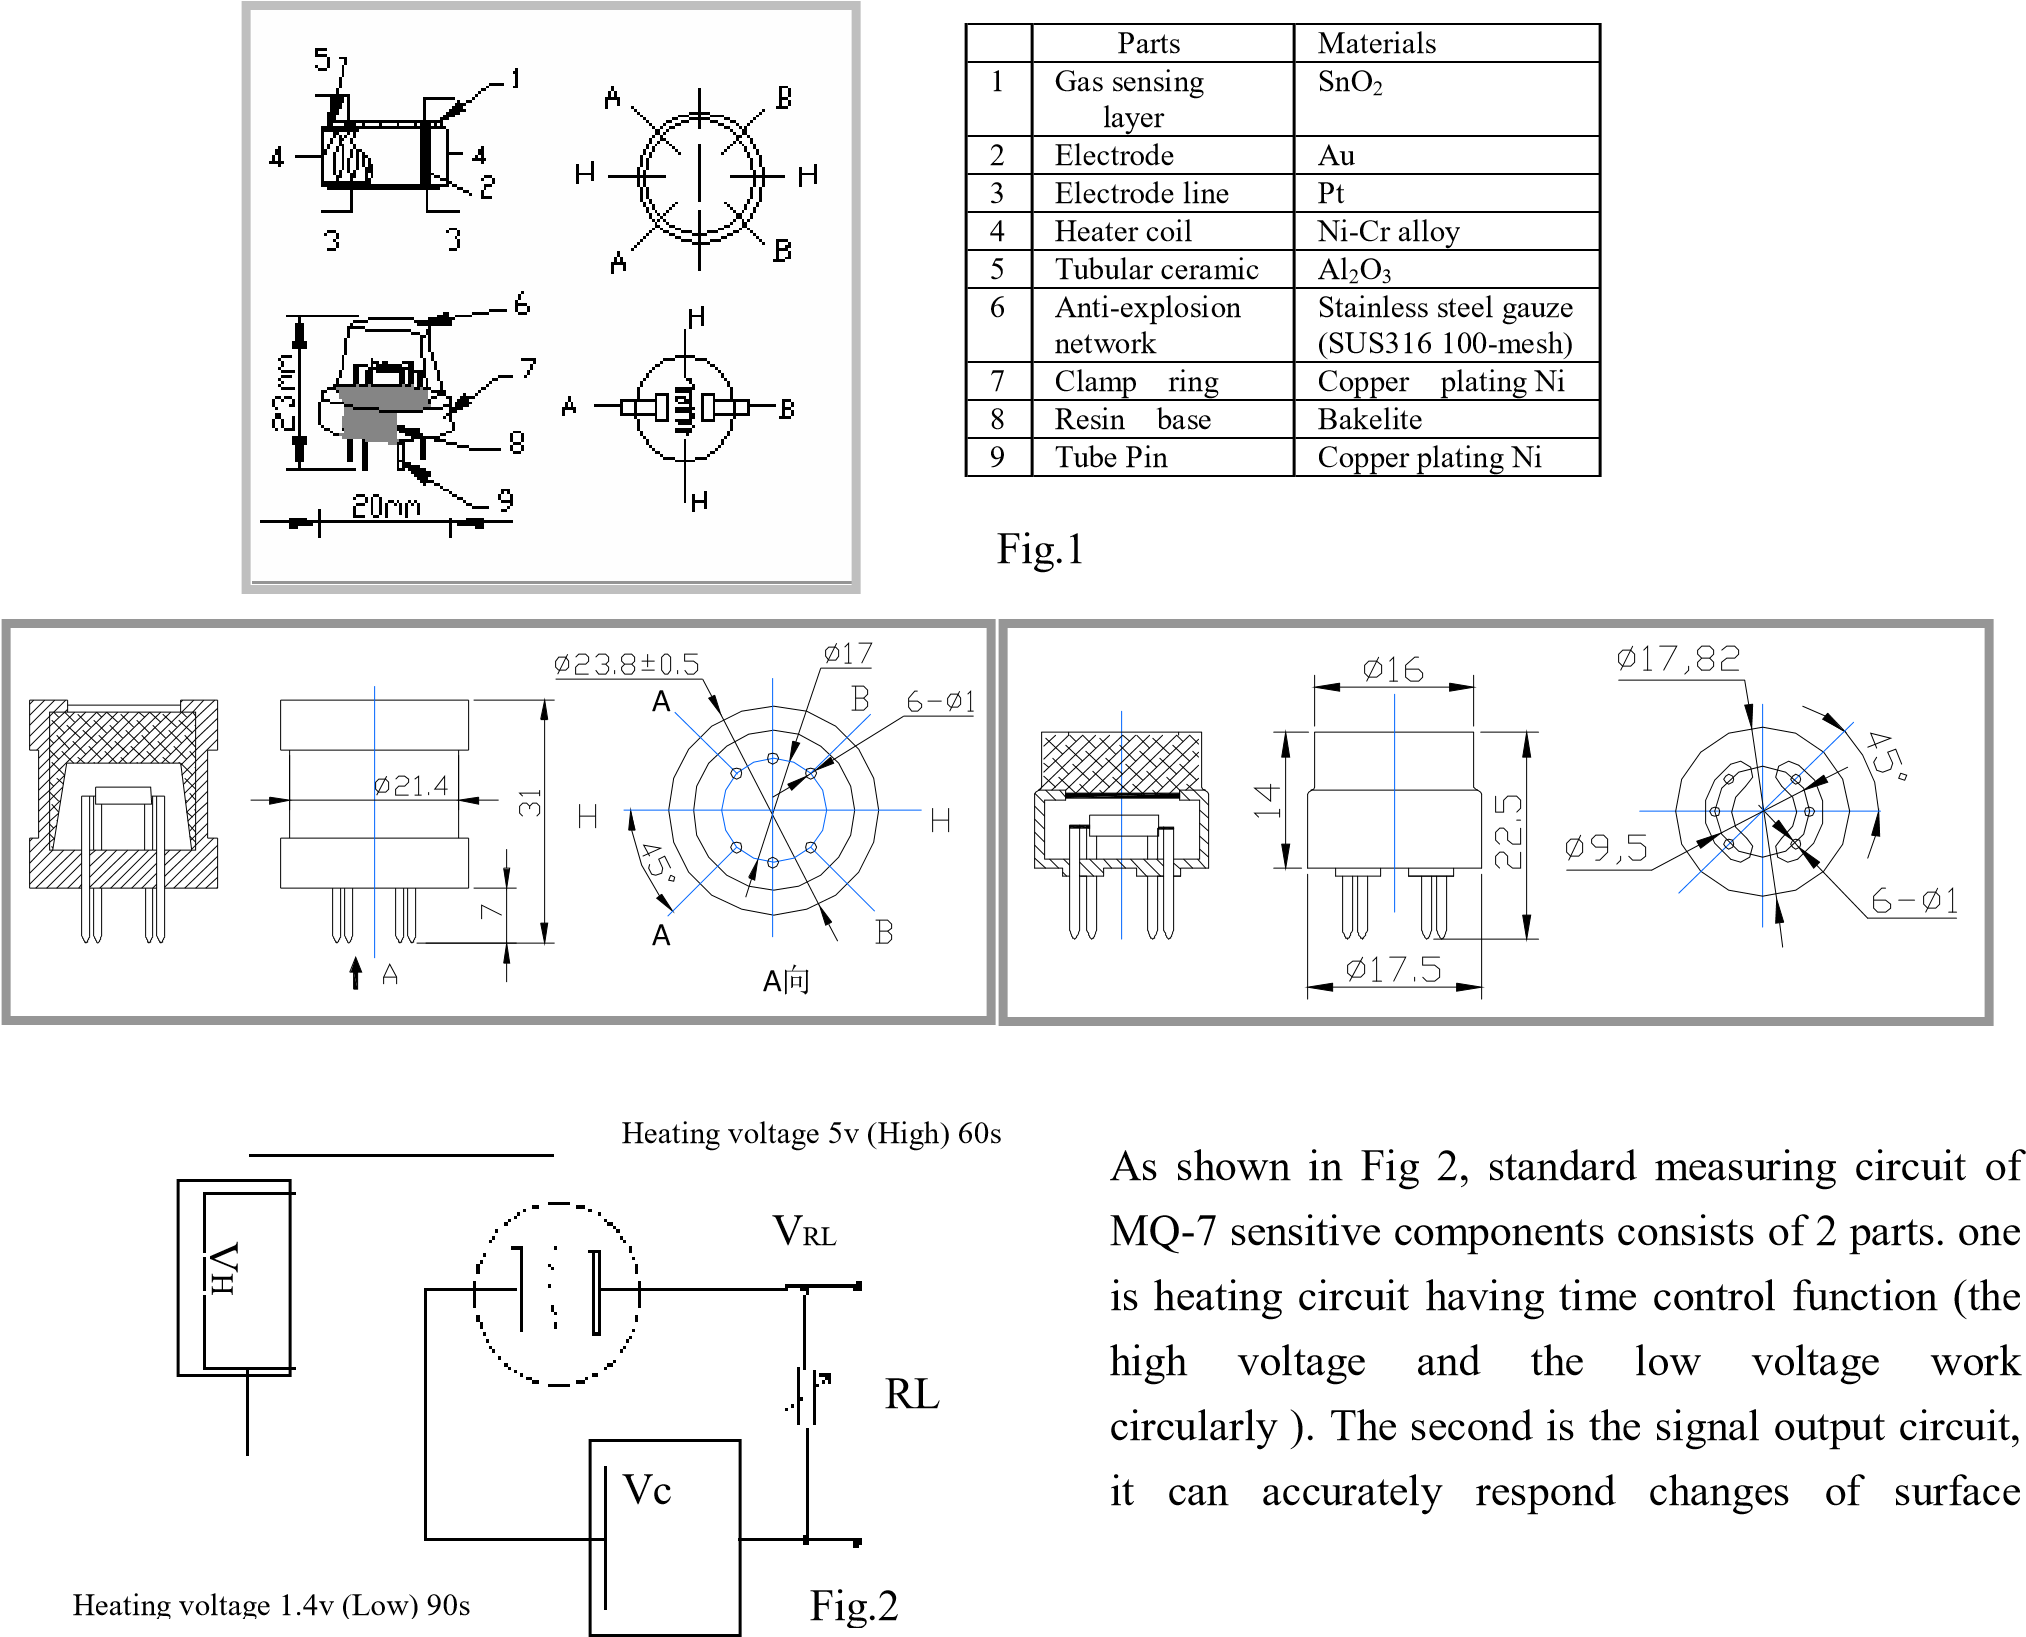 5
1
4
4
2
3
3
A
B
H
H
A
B
6
7
8
9
23mm
20mm
H
A
B
H
Parts Materials
1 Gas sensing layer SnO₂
2 Electrode Au
3 Electrode line Pt
4 Heater coil Ni-Cr alloy
5 Tubular ceramic Al₂O₃
6 Anti-explosion network Stainless steel gauze (SUS316 100-mesh)
7 Clamp ring Copper plating Ni
8 Resin base Bakelite
9 Tube Pin Copper plating Ni
Fig.1
ø21.4
31
7
A
ø23.8±0.5
ø17
A
B
6-ø1
H
H
45°
A
B
A向
ø16
14
22.5
ø17.5
ø17,82
45°
ø9,5
6-ø1
Heating voltage 5v (High) 60s
VH
VRL
RL
Vc
Heating voltage 1.4v (Low) 90s
Fig.2
As shown in Fig 2, standard measuring circuit of
MQ-7 sensitive components consists of 2 parts. one
is heating circuit having time control function (the
high voltage and the low voltage work
circularly ). The second is the signal output circuit,
it can accurately respond changes of surface